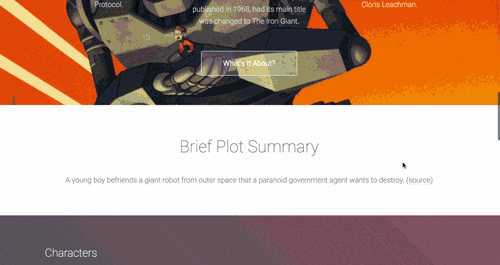 Protocol.
published in 1968, had its main title
was changed to The Iron Giant.
Cloris Leachman.
What's It About?
Brief Plot Summary
A young boy befriends a giant robot from outer space that a paranoid government agent wants to destroy. (source)
Characters